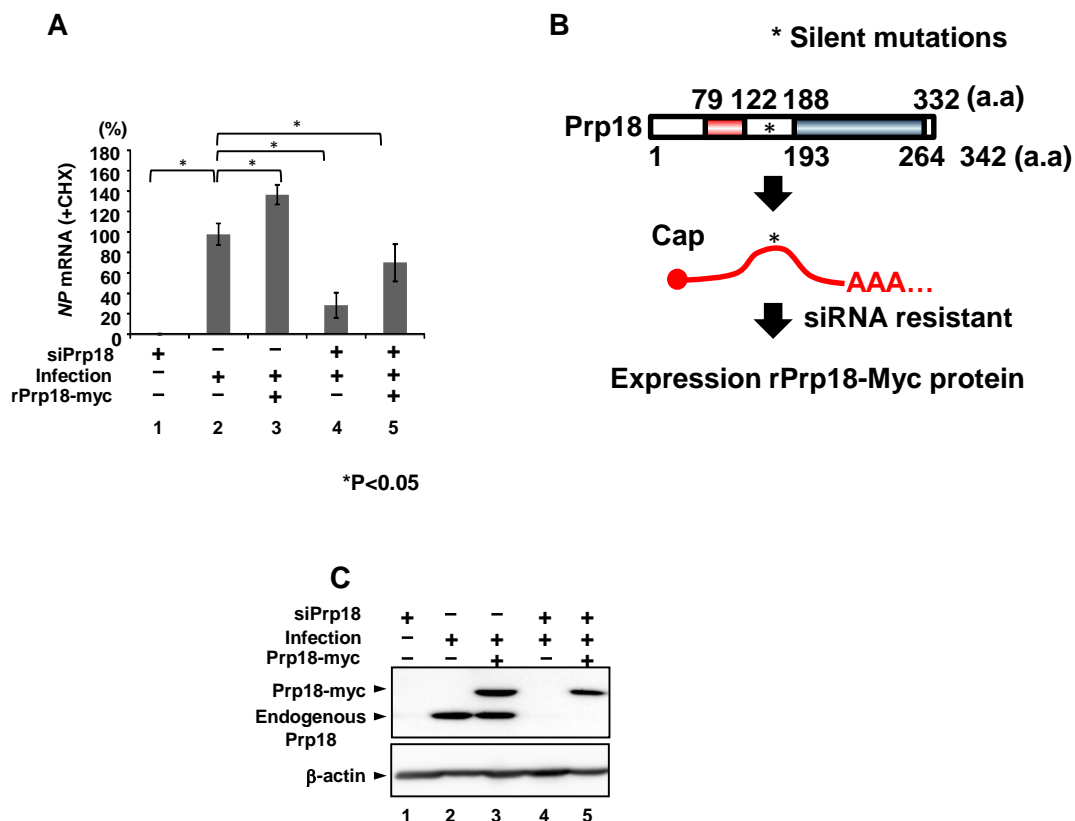 A
(%)
180
160
140
120
100
80
60
40
20
0
NP mRNA (+CHX)
* * * *
siPrp18 + – – + +
Infection – + + + +
rPrp18-myc – – + – +
1 2 3 4 5
*P<0.05
B
* Silent mutations
79 122 188 332 (a.a)
Prp18 *
1 193 264 342 (a.a)
*
Cap
AAA...
siRNA resistant
Expression rPrp18-Myc protein
C
siPrp18 + – – + +
Infection – + + + +
Prp18-myc – – + – +
Prp18-myc
Endogenous
Prp18
β-actin
1 2 3 4 5